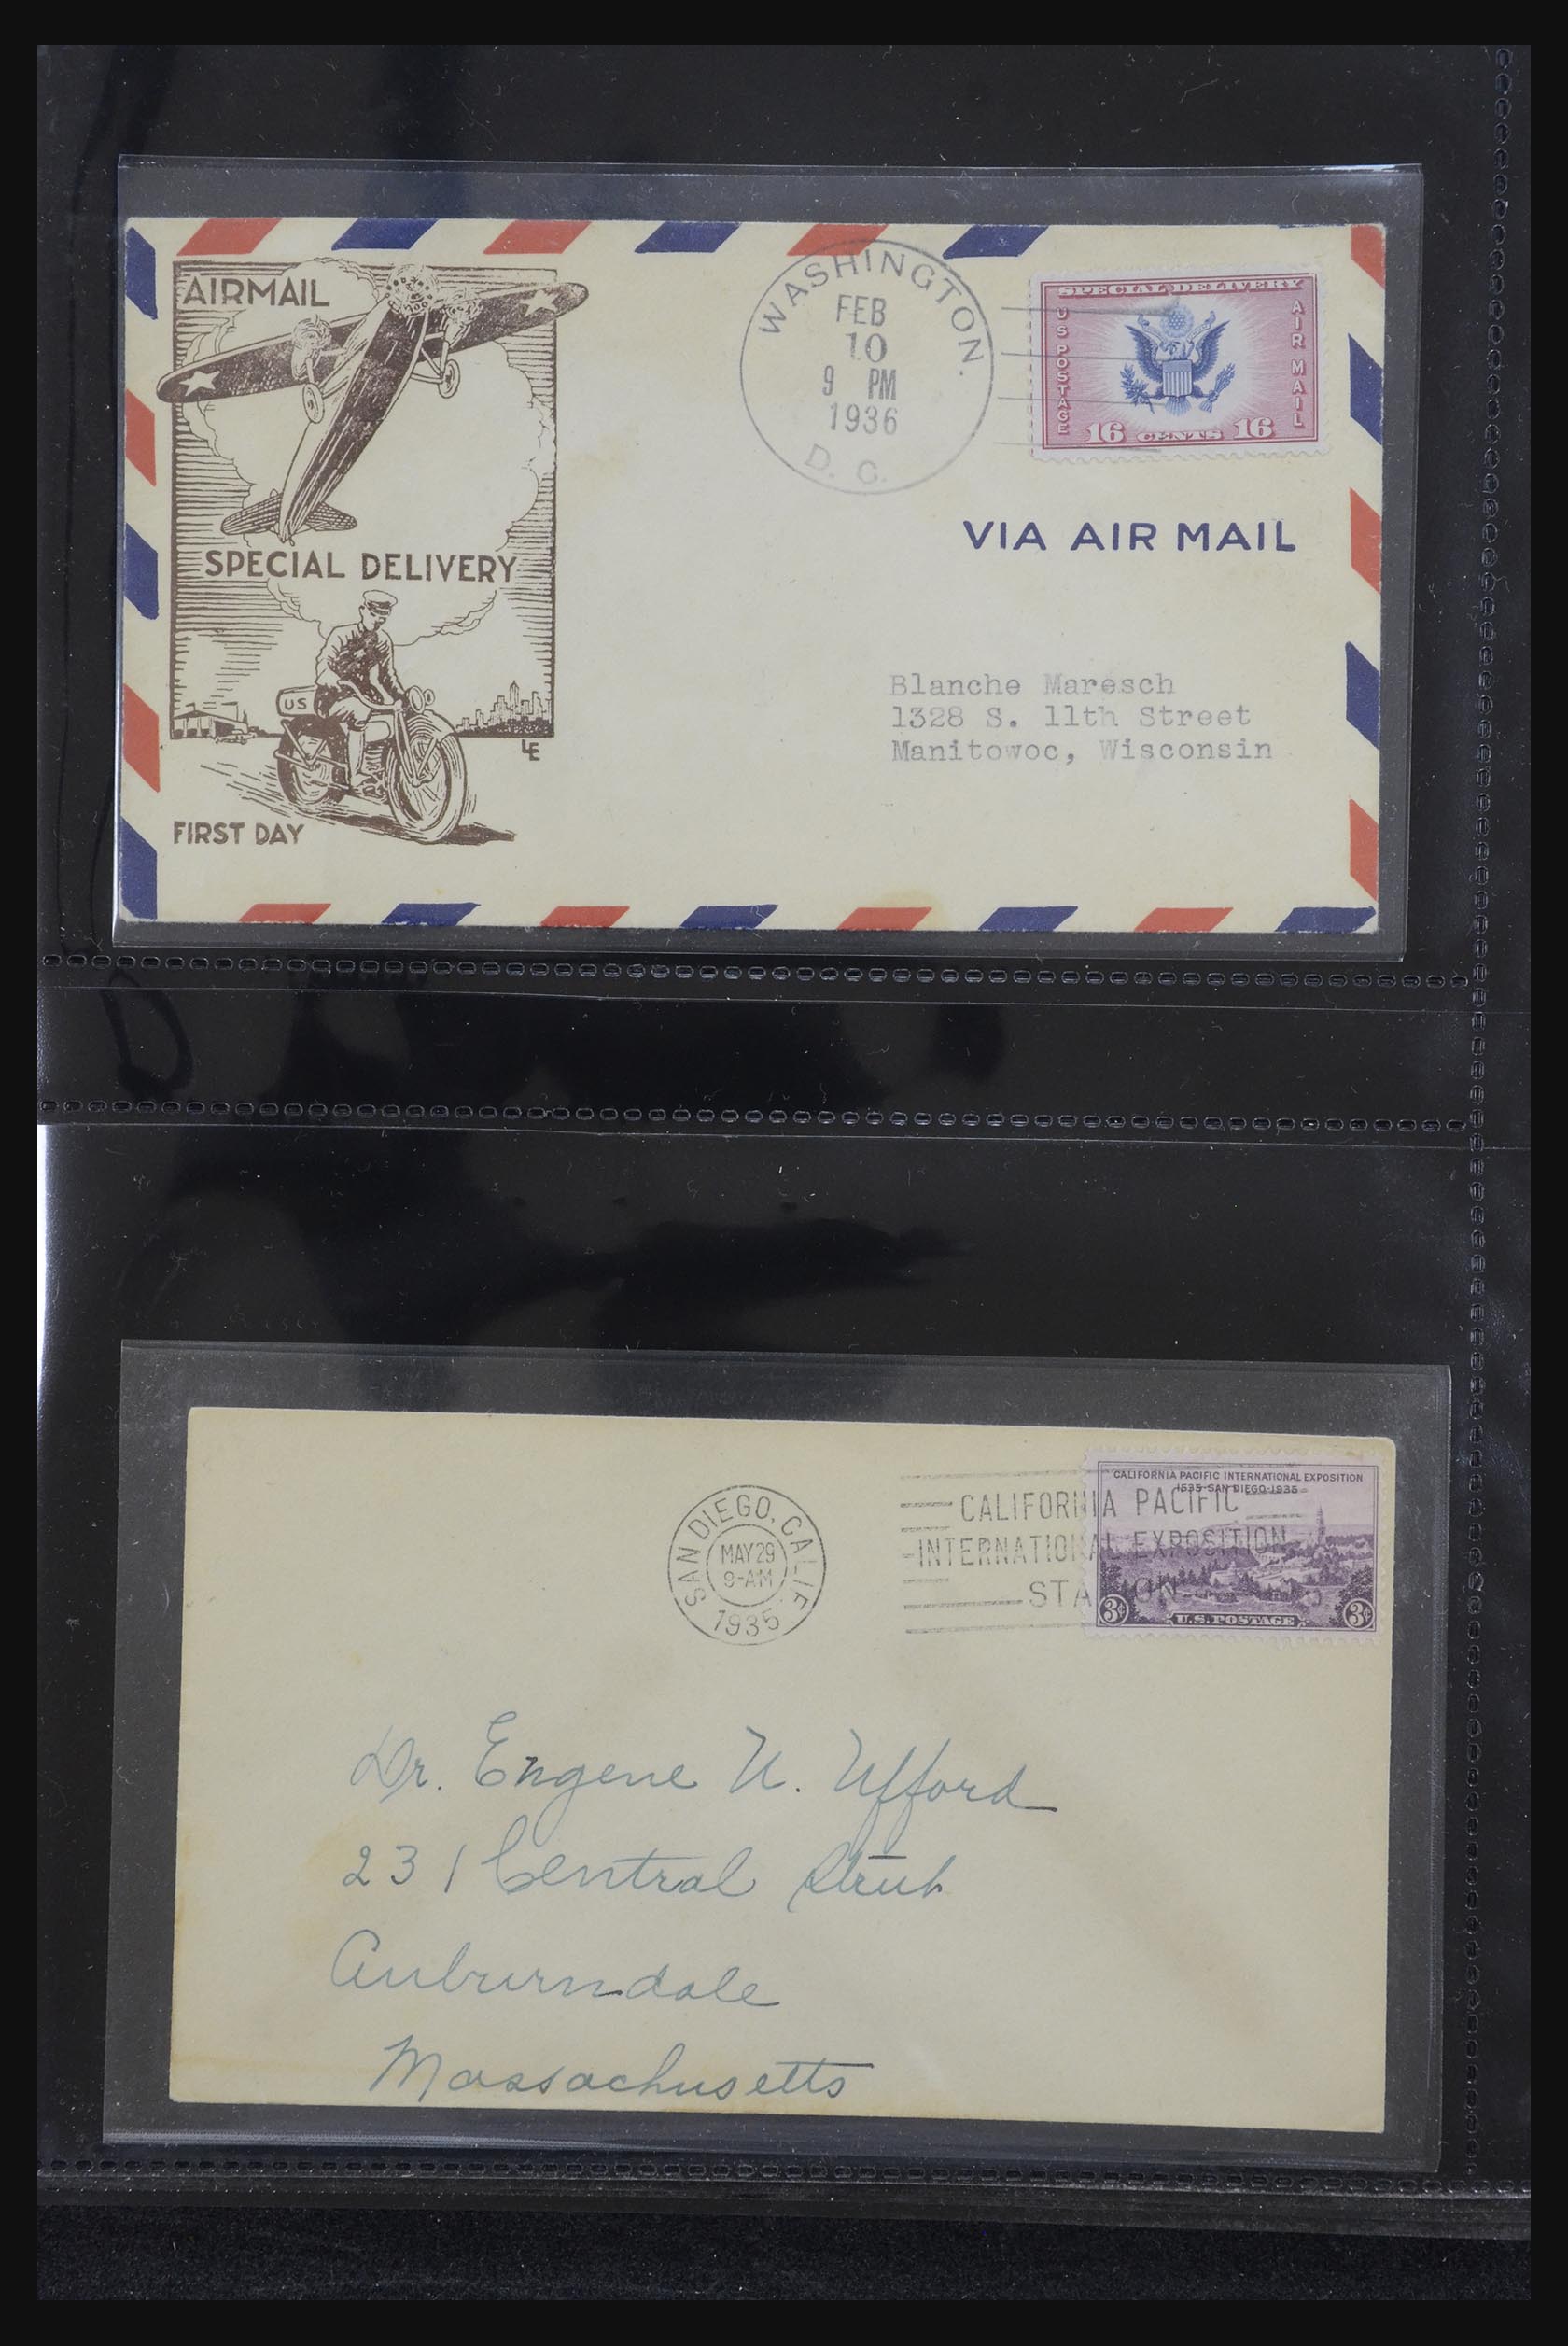 AIRMAIL
SPECIAL DELIVERY
US
LE
FIRST DAY
WASHINGTON.
FEB
10
9 PM
1936
D. C.
SPECIAL DELIVERY
US POSTAGE
AIR MAIL
16 CENTS 16
VIA AIR MAIL
Blanche Maresch
1328 S. 11th Street
Manitowoc, Wisconsin
SAN DIEGO, CALIF.
MAY 29
9-AM
1935
CALIFORNIA PACIFIC
INTERNATIONAL EXPOSITION
STATION
CALIFORNIA PACIFIC INTERNATIONAL EXPOSITION
1535-SAN DIEGO-1935
3¢ U.S. POSTAGE 3¢
Dr. Eugene U. Ufford
231 Central Street
Auburndale
Massachusetts